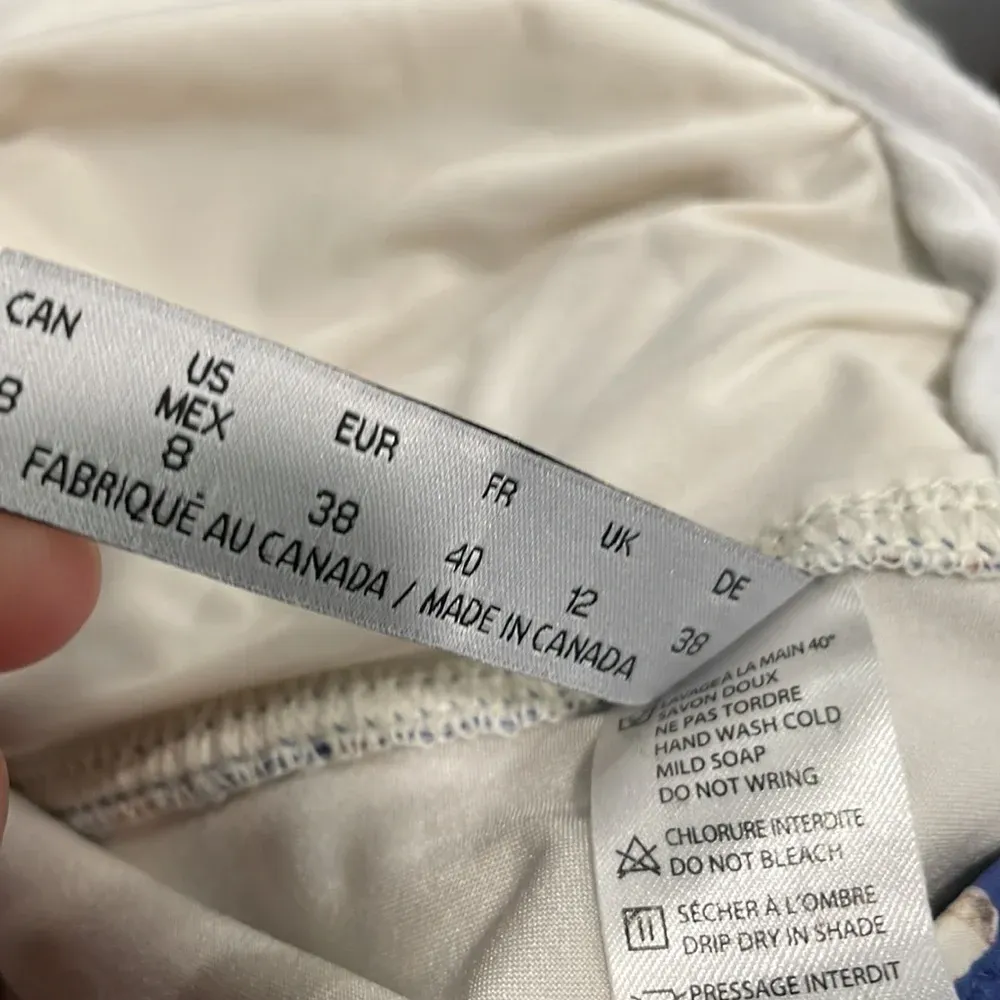 CAN US MEX EUR FR UK DE
8 8 38 40 12 38
FABRIQUÉ AU CANADA / MADE IN CANADA
LAVAGE A LA MAIN 40°
SAVON DOUX
NE PAS TORDRE
HAND WASH COLD
MILD SOAP
DO NOT WRING
CHLORURE INTERDITE
DO NOT BLEACH
SÉCHER À L'OMBRE
DRIP DRY IN SHADE
PRESSAGE INTERDIT